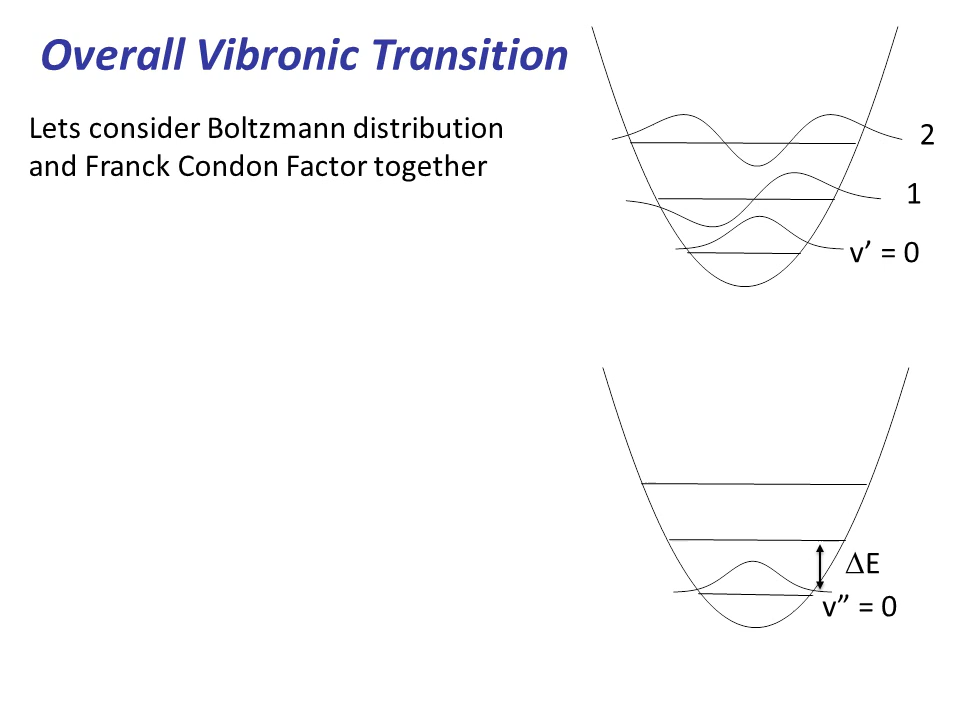 Overall Vibronic Transition
Lets consider Boltzmann distribution
and Franck Condon Factor together
2
1
v’ = 0
ΔE
v” = 0